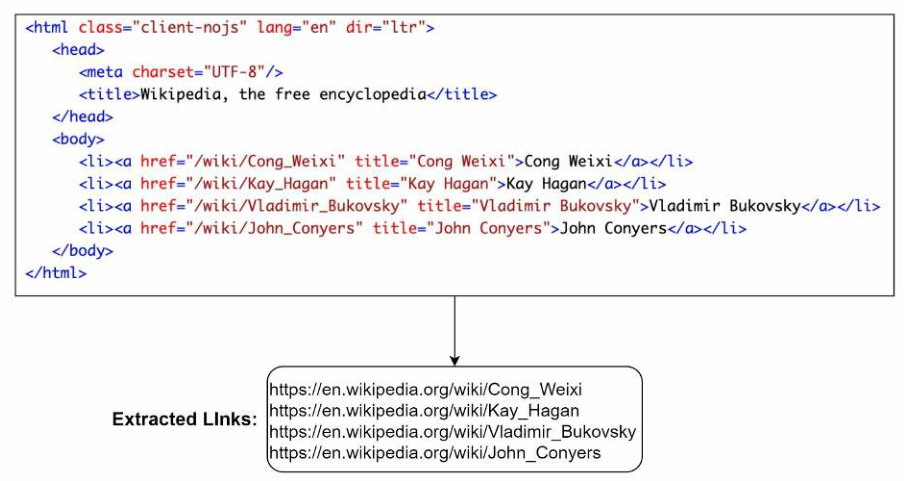 <html class="client-nojs" lang="en" dir="ltr">
<head>
<meta charset="UTF-8"/>
<title>Wikipedia, the free encyclopedia</title>
</head>
<body>
<li><a href="/wiki/Cong_Weixi" title="Cong Weixi">Cong Weixi</a></li>
<li><a href="/wiki/Kay_Hagan" title="Kay Hagan">Kay Hagan</a></li>
<li><a href="/wiki/Vladimir_Bukovsky" title="Vladimir Bukovsky">Vladimir Bukovsky</a></li>
<li><a href="/wiki/John_Conyers" title="John Conyers">John Conyers</a></li>
</body>
</html>
Extracted LInks:
https://en.wikipedia.org/wiki/Cong_Weixi
https://en.wikipedia.org/wiki/Kay_Hagan
https://en.wikipedia.org/wiki/Vladimir_Bukovsky
https://en.wikipedia.org/wiki/John_Conyers